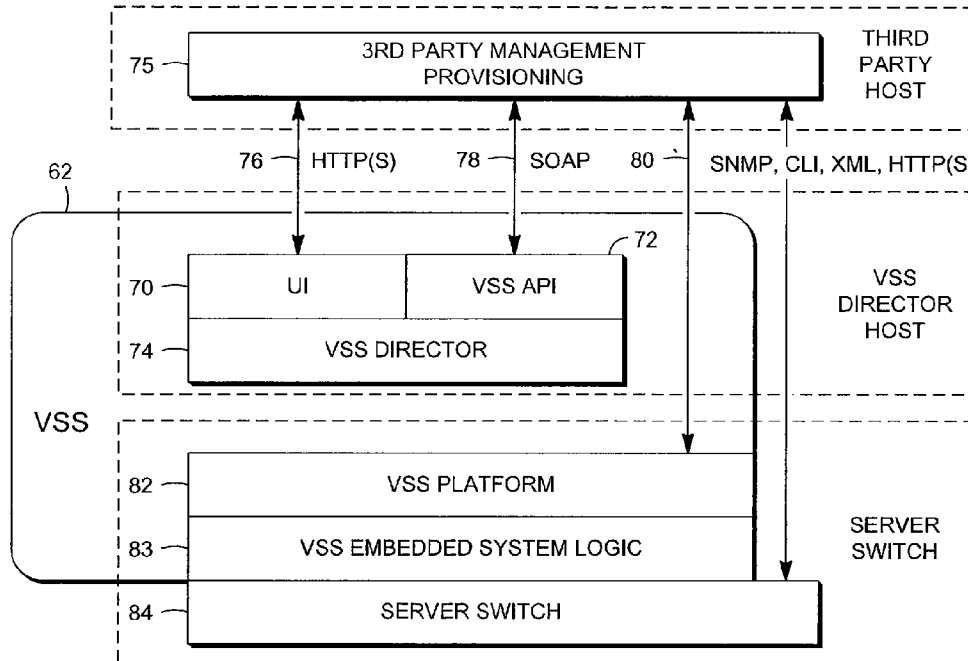 3RD PARTY MANAGEMENT
PROVISIONING
75
THIRD
PARTY
HOST
76
HTTP(S)
78
SOAP
80
SNMP, CLI, XML, HTTP(S
62
72
70
UI
VSS API
74
VSS DIRECTOR
VSS
DIRECTOR
HOST
VSS
82
VSS PLATFORM
83
VSS EMBEDDED SYSTEM LOGIC
84
SERVER SWITCH
SERVER
SWITCH